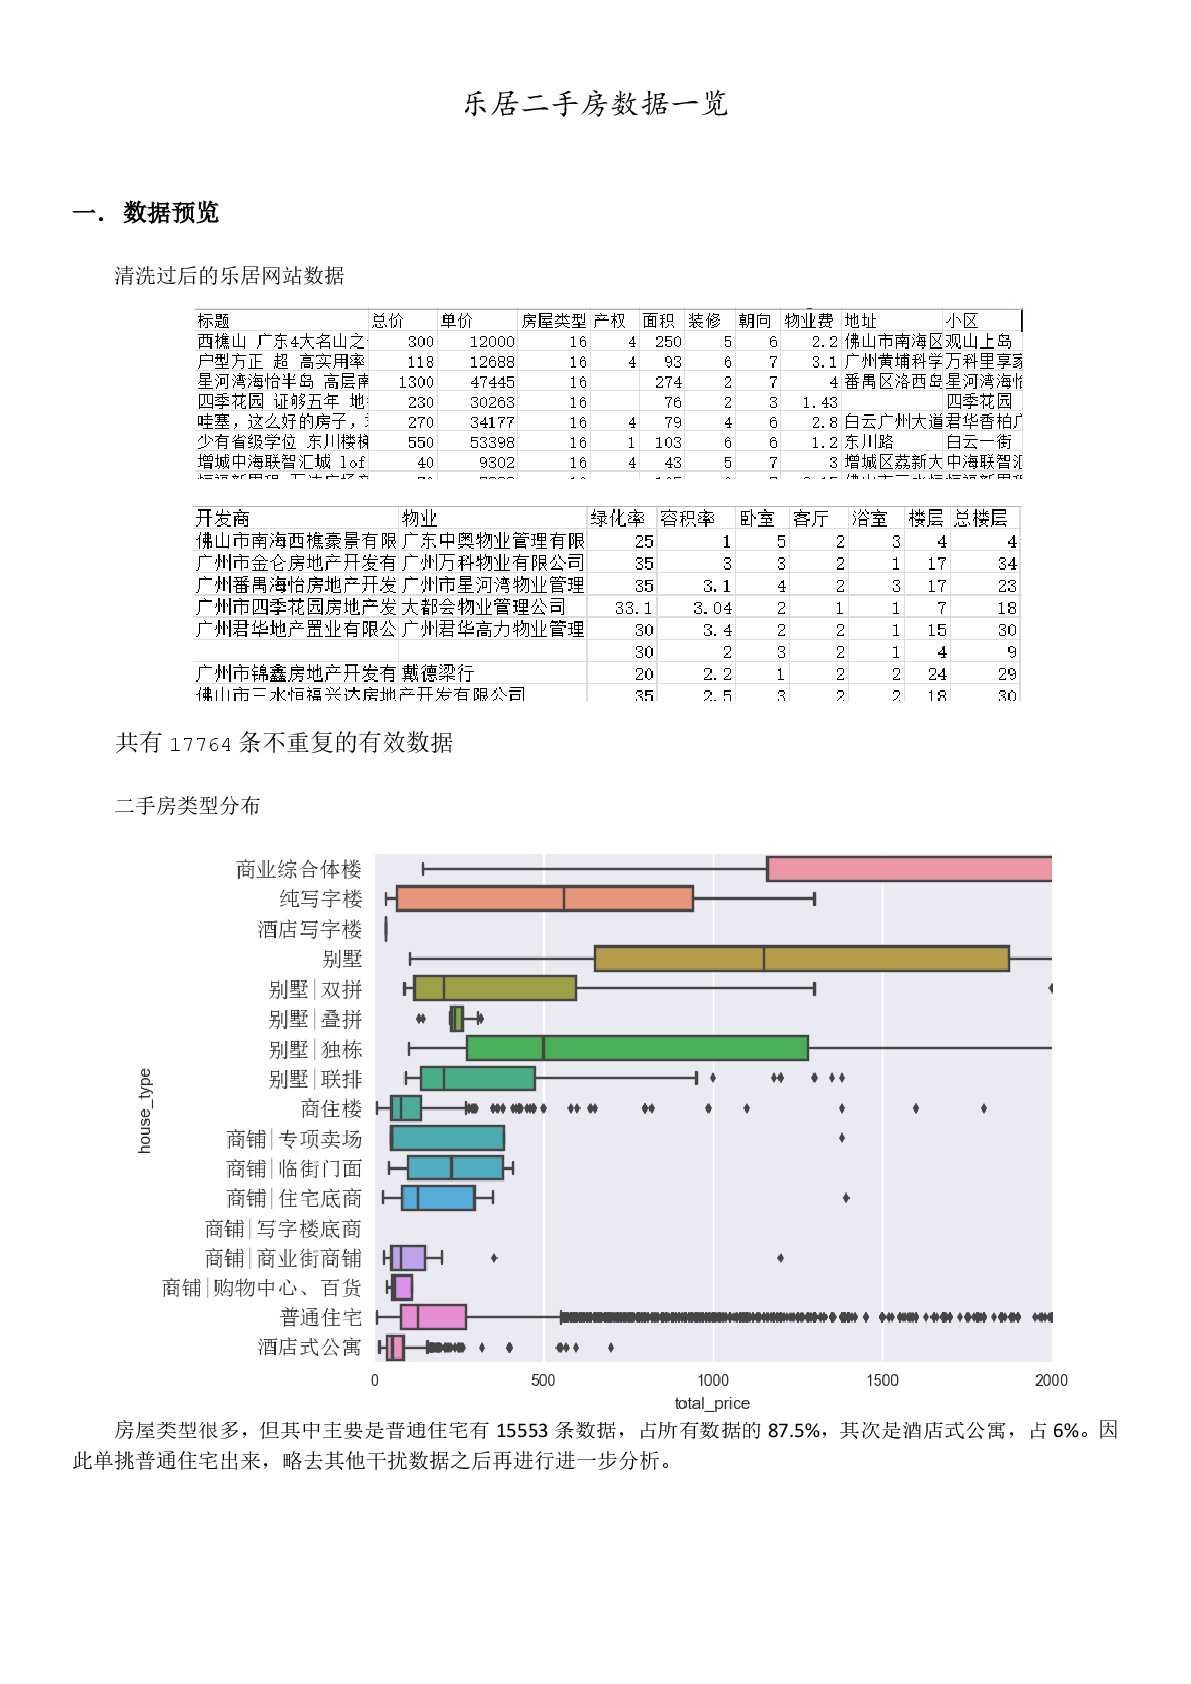 乐居二手房数据一览
一． 数据预览
清洗过后的乐居网站数据
标题 总价 单价 房屋类型 产权 面积 装修 朝向 物业费 地址 小区
西樵山 广东4大名山之 300 12000 16 4 250 5 6 2.2 佛山市南海区 观山上岛
户型方正 超 高实用率 118 12688 16 4 93 6 7 3.1 广州黄埔科学 万科里享家
星河湾海怡半岛 高层南 1300 47445 16 274 2 7 4 番禺区洛西岛 星河湾海怡
四季花园 证够五年 地 230 30263 16 76 2 3 1.43 四季花园
哇塞，这么好的房子， 270 34177 16 4 79 4 6 2.8 白云广州大道 君华香柏广
少有省级学位 东川楼梯 550 53398 16 1 103 6 6 1.2 东川路 白云一街
增城中海联智汇城 lof 40 9302 16 4 43 5 7 3 增城区荔新大 中海联智汇
开发商 物业 绿化率 容积率 卧室 客厅 浴室 楼层 总楼层
佛山市南海西樵豪景有限 广东中奥物业管理有限 25 1 5 2 3 4 4
广州市金仑房地产开发有 广州万科物业有限公司 35 3 3 2 1 17 34
广州番禺海怡房地产开发 广州市星河湾物业管理 35 3.1 4 2 3 17 23
广州市四季花园房地产发 大都会物业管理公司 33.1 3.04 2 1 1 7 18
广州君华地产置业有限公 广州君华高力物业管理 30 3.4 2 2 1 15 30
30 2 3 2 1 4 9
广州市锦鑫房地产开发有 戴德梁行 20 2.2 1 2 2 24 29
佛山市三水恒福兴达房地产开发有限公司 35 2.5 3 2 2 18 30
共有 17764 条不重复的有效数据
二手房类型分布
商业综合体楼
纯写字楼
酒店写字楼
别墅
别墅|双拼
别墅|叠拼
别墅|独栋
别墅|联排
商住楼
商铺|专项卖场
商铺|临街门面
商铺|住宅底商
商铺|写字楼底商
商铺|商业街商铺
商铺|购物中心、百货
普通住宅
酒店式公寓
house_type
0 500 1000 1500 2000
total_price
房屋类型很多，但其中主要是普通住宅有 15553 条数据，占所有数据的 87.5%，其次是酒店式公寓，占 6%。因
此单挑普通住宅出来，略去其他干扰数据之后再进行进一步分析。